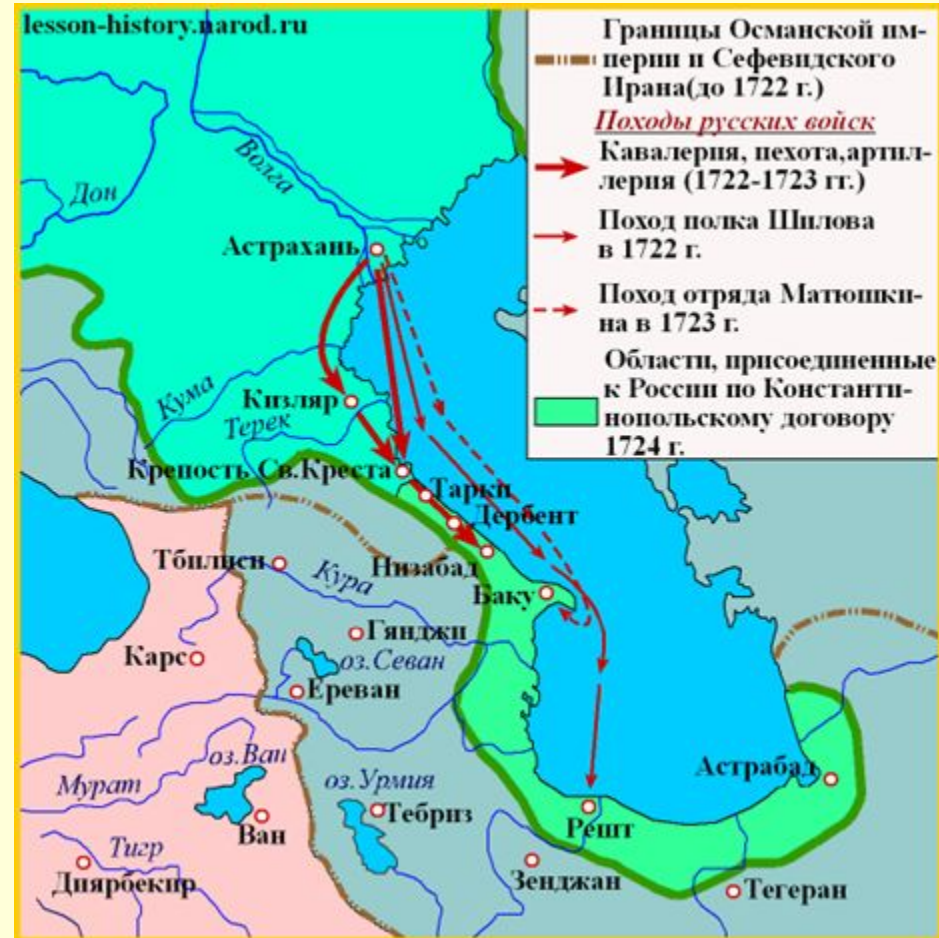 lesson-history.narod.ru
Границы Османской им-
перии и Сефевидского
Ирана(до 1722 г.)
Походы русских войск
Кавалерия, пехота,артил-
лерия (1722-1723 гг.)
Поход полка Шилова
в 1722 г.
Поход отряда Матюшки-
на в 1723 г.
Области, присоединенные
к России по Константи-
нопольскому договору
1724 г.
Волга
Дон
Астрахань
Кума
Кизляр
Терек
Крепость Св.Креста
Тарки
Дербент
Тбилиси
Низабад
Кура
Баку
Гянджи
Карс
оз.Севан
Ереван
оз.Ван
оз.Урмия
Мурат
Астрабад
Тебриз
Ван
Решт
Тигр
Зенджан
Диярбекир
Тегеран